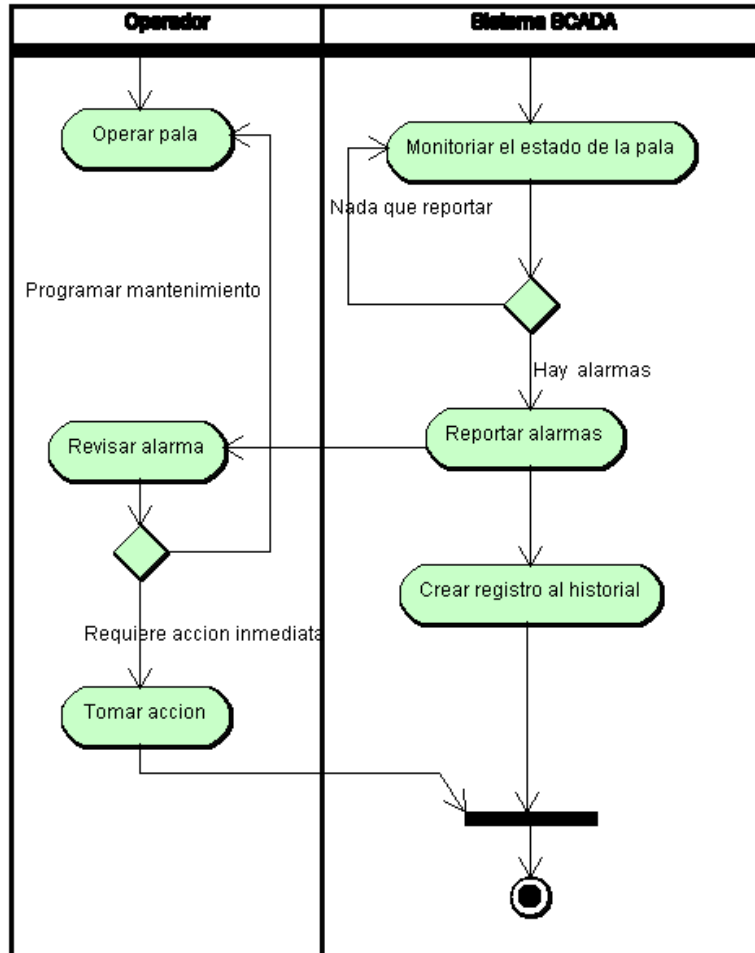 Operador
Sistema SCADA
Operar pala
Monitoriar el estado de la pala
Nada que reportar
Programar mantenimiento
Hay alarmas
Revisar alarma
Reportar alarmas
Crear registro al historial
Requiere accion inmediata
Tomar accion